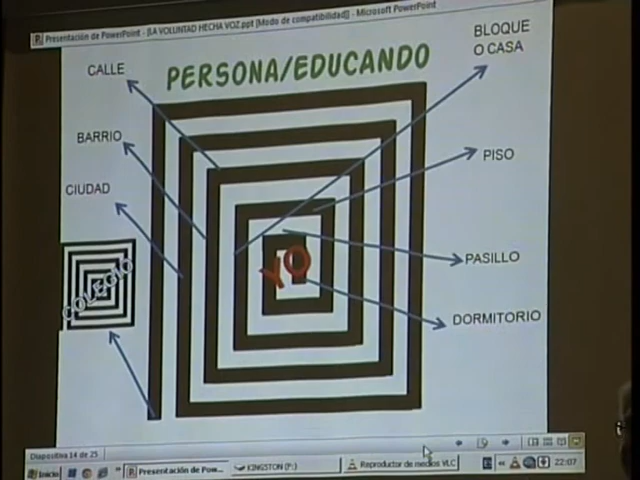 Presentación de PowerPoint - [LA VOLUNTAD HECHA VOZ.ppt [Modo de compatibilidad]] - Microsoft PowerPoint
PERSONA/EDUCANDO
BLOQUE
O CASA
CALLE
BARRIO
PISO
CIUDAD
YO
PASILLO
COLEGIO
DORMITORIO
Diapositiva 14 de 25
Inicio
Presentación de Pow...
KINGSTON (F:)
Reproductor de medios VLC
22:07